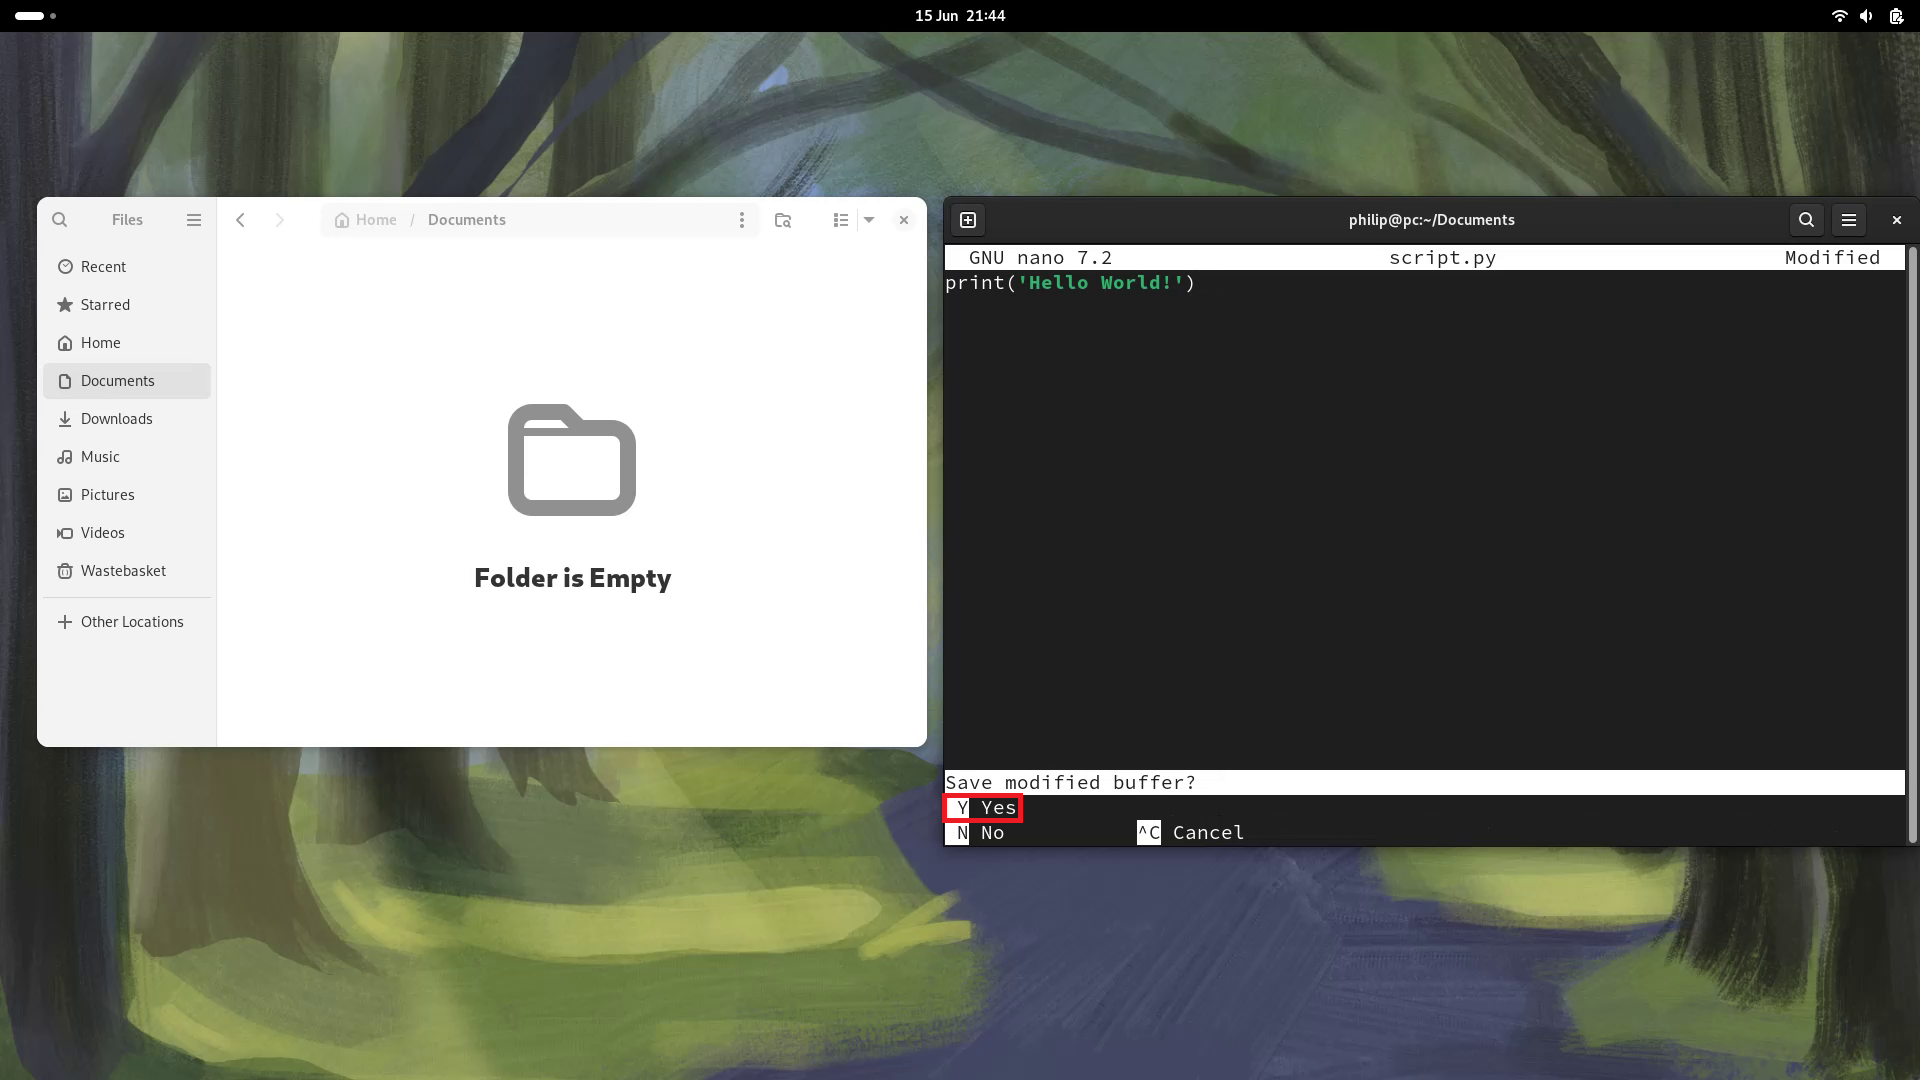 15 Jun 21:44
Files
Home / Documents
Recent
Starred
Home
Documents
Downloads
Music
Pictures
Videos
Wastebasket
Other Locations
Folder is Empty
philip@pc:~/Documents
GNU nano 7.2 script.py Modified
print('Hello World!')
Save modified buffer?
Y Yes
N No ^C Cancel